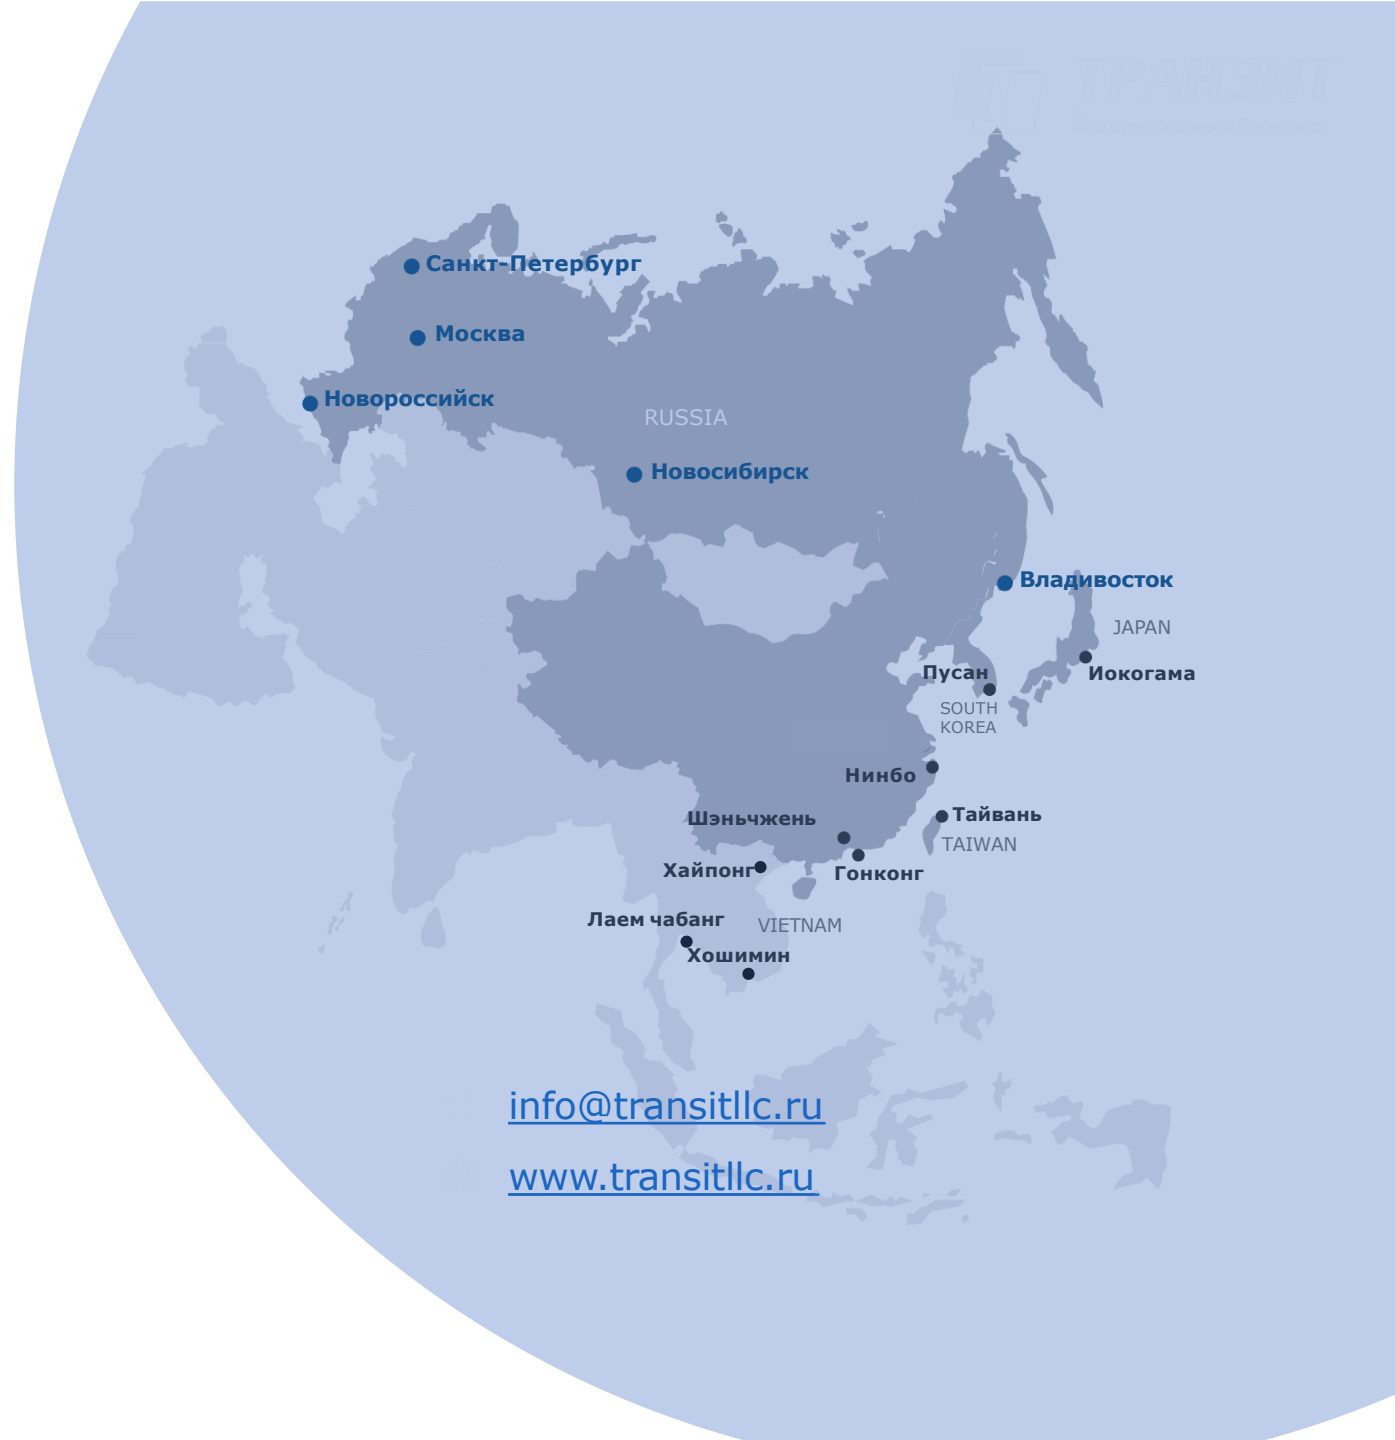 ТРАНЗИТ
Санкт-Петербург
Москва
Новороссийск
RUSSIA
Новосибирск
Владивосток
JAPAN
Пусан
Иокогама
SOUTH
KOREA
Нинбо
Шэньчжень
Тайвань
TAIWAN
Хайпонг
Гонконг
Лаем чабанг
VIETNAM
Хошимин
info@transitllc.ru
www.transitllc.ru